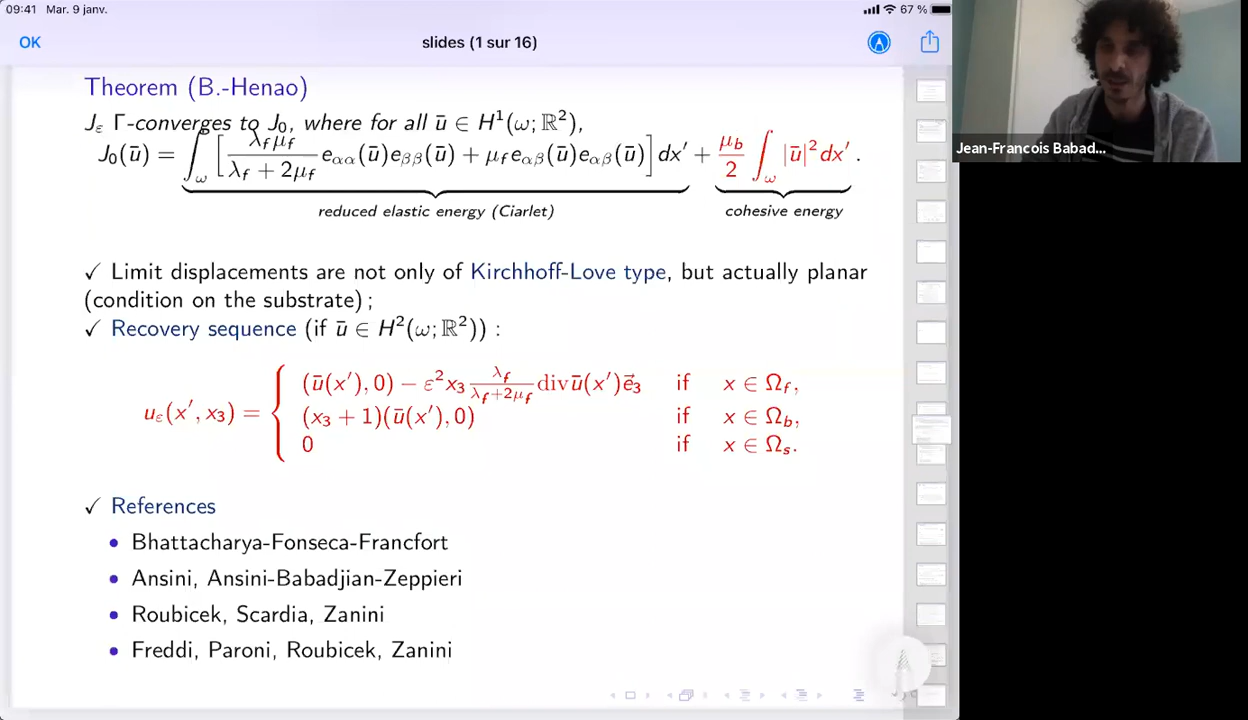 09:41 Mar. 9 janv.
67 %
OK
slides (1 sur 16)
Theorem (B.-Henao)
J_ε Γ-converges to J_0, where for all ū ∈ H^1(ω; ℝ^2),
J_0(ū) = ∫_ω [ λ_f μ_f / (λ_f + 2μ_f) e_αα(ū)e_ββ(ū) + μ_f e_αβ(ū)e_αβ(ū) ] dx′ + μ_b/2 ∫_ω |ū|^2 dx′ .
reduced elastic energy (Ciarlet) cohesive energy
✓ Limit displacements are not only of Kirchhoff-Love type, but actually planar
(condition on the substrate) ;
✓ Recovery sequence (if ū ∈ H^2(ω; ℝ^2)) :
u_ε(x′, x_3) = {
(ū(x′), 0) − ε^2 x_3 λ_f/(λ_f+2μ_f) div ū(x′) e⃗_3 if x ∈ Ω_f,
(x_3 + 1)(ū(x′), 0) if x ∈ Ω_b,
0 if x ∈ Ω_s.
✓ References
• Bhattacharya-Fonseca-Francfort
• Ansini, Ansini-Babadjian-Zeppieri
• Roubicek, Scardia, Zanini
• Freddi, Paroni, Roubicek, Zanini
Jean-Francois Babad...